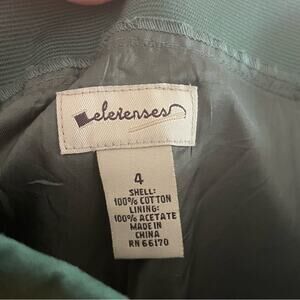 elevenses
4
SHELL:
100% COTTON
LINING:
100% ACETATE
MADE IN
CHINA
RN 66170